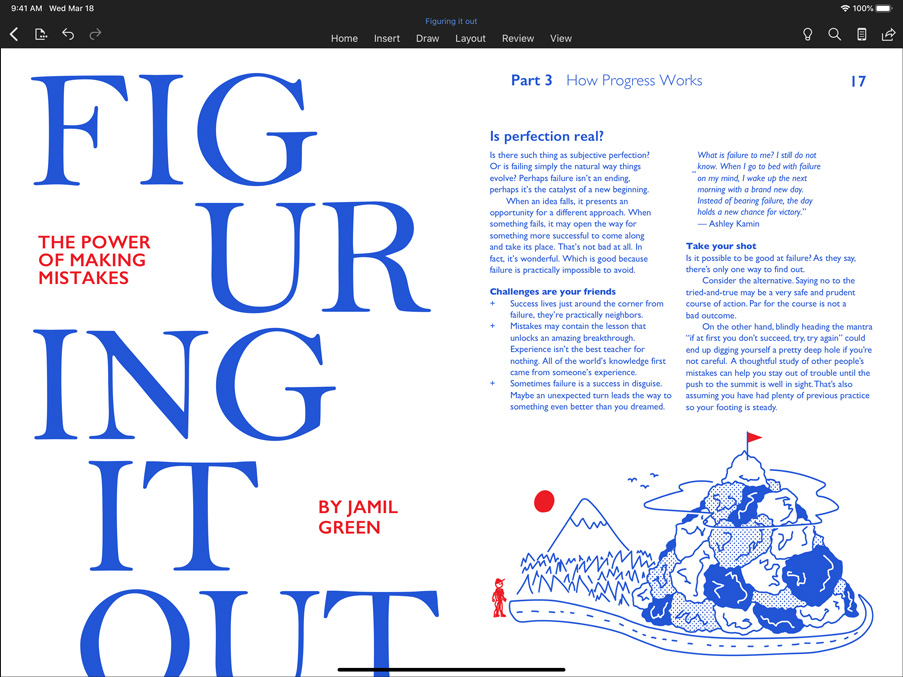 9:41 AM Wed Mar 18
100%
Figuring it out
Home Insert Draw Layout Review View
FIG
UR
ING
IT
OUT
THE POWER
OF MAKING
MISTAKES
BY JAMIL
GREEN
Part 3 How Progress Works
17
Is perfection real?
Is there such thing as subjective perfection?
Or is failing simply the natural way things
evolve? Perhaps failure isn't an ending,
perhaps it's the catalyst of a new beginning.
When an idea falls, it presents an
opportunity for a different approach. When
something fails, it may open the way for
something more successful to come along
and take its place. That's not bad at all. In
fact, it's wonderful. Which is good because
failure is practically impossible to avoid.
Challenges are your friends
+ Success lives just around the corner from
failure, they're practically neighbors.
+ Mistakes may contain the lesson that
unlocks an amazing breakthrough.
Experience isn't the best teacher for
nothing. All of the world's knowledge first
came from someone's experience.
+ Sometimes failure is a success in disguise.
Maybe an unexpected turn leads the way to
something even better than you dreamed.
What is failure to me? I still do not
know. When I go to bed with failure
"on my mind, I wake up the next
morning with a brand new day.
Instead of bearing failure, the day
holds a new chance for victory."
— Ashley Kamin
Take your shot
Is it possible to be good at failure? As they say,
there's only one way to find out.
Consider the alternative. Saying no to the
tried-and-true may be a very safe and prudent
course of action. Par for the course is not a
bad outcome.
On the other hand, blindly heading the mantra
"if at first you don't succeed, try, try again" could
end up digging yourself a pretty deep hole if you're
not careful. A thoughtful study of other people's
mistakes can help you stay out of trouble until the
push to the summit is well in sight. That's also
assuming you have had plenty of previous practice
so your footing is steady.